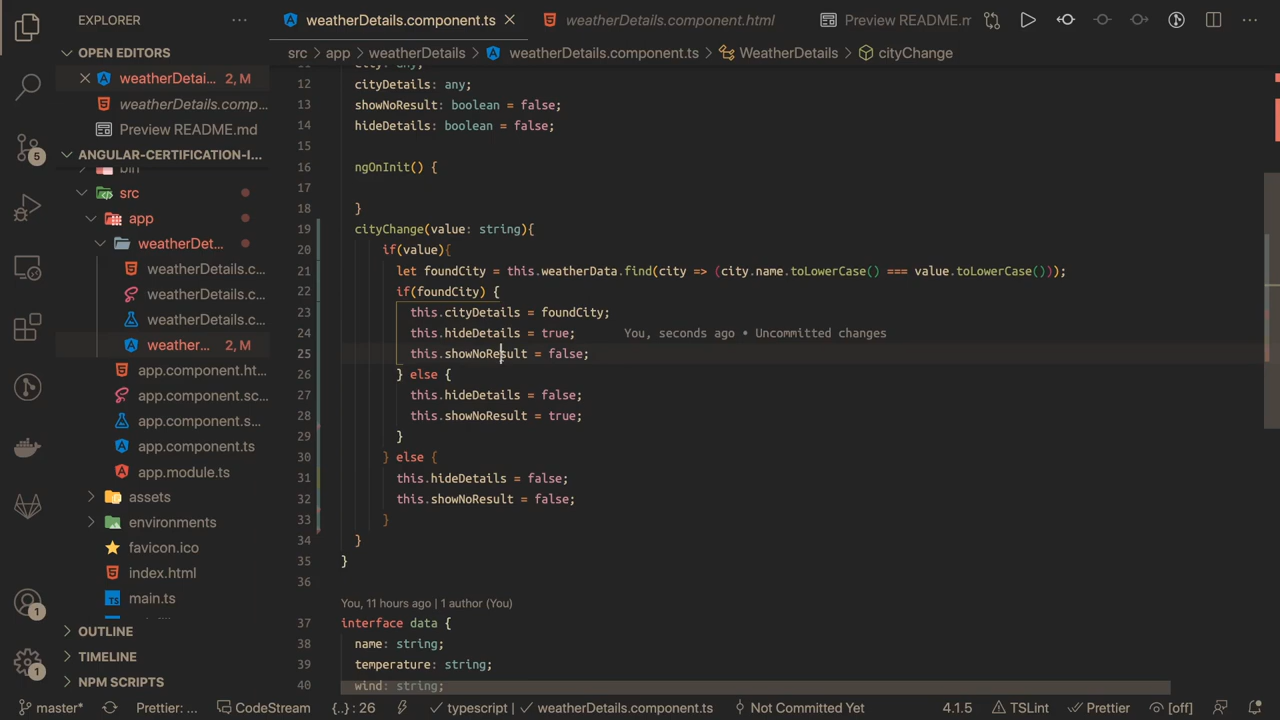 EXPLORER
OPEN EDITORS
weatherDetai... 2, M
weatherDetails.comp...
Preview README.md
ANGULAR-CERTIFICATION-I...
bin
src
app
weatherDet...
weatherDetails.c...
weatherDetails.c...
weatherDetails.c...
weather... 2, M
app.component.ht...
app.component.sc...
app.component.s...
app.component.ts
app.module.ts
assets
environments
favicon.ico
index.html
main.ts
OUTLINE
TIMELINE
NPM SCRIPTS
5
1
1
weatherDetails.component.ts
weatherDetails.component.html
Preview README.m
src > app > weatherDetails > weatherDetails.component.ts > WeatherDetails > cityChange
11 city: any;
12 cityDetails: any;
13 showNoResult: boolean = false;
14 hideDetails: boolean = false;
15
16 ngOnInit() {
17
18 }
19 cityChange(value: string){
20 if(value){
21 let foundCity = this.weatherData.find(city => (city.name.toLowerCase() === value.toLowerCase()));
22 if(foundCity) {
23 this.cityDetails = foundCity;
24 this.hideDetails = true; You, seconds ago • Uncommitted changes
25 this.showNoResult = false;
26 } else {
27 this.hideDetails = false;
28 this.showNoResult = true;
29 }
30 } else {
31 this.hideDetails = false;
32 this.showNoResult = false;
33 }
34 }
35 }
36
You, 11 hours ago | 1 author (You)
37 interface data {
38 name: string;
39 temperature: string;
40 wind: string;
master* Prettier: ... CodeStream {..} : 26 typescript | weatherDetails.component.ts Not Committed Yet 4.1.5 TSLint Prettier [off]